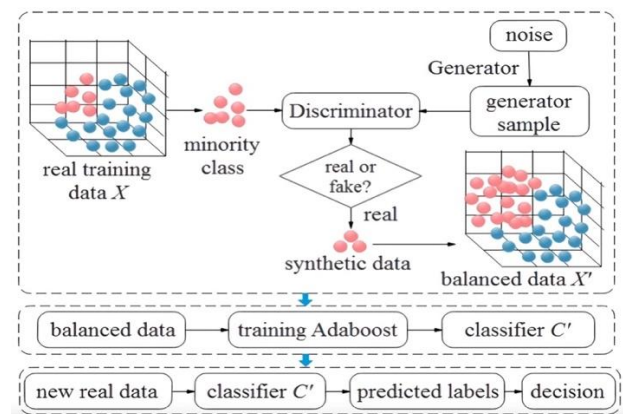 noise
Generator
generator
sample
Discriminator
minority
class
real training
data X
real or
fake?
real
synthetic data
balanced data X′
balanced data
training Adaboost
classifier C′
new real data
classifier C′
predicted labels
decision